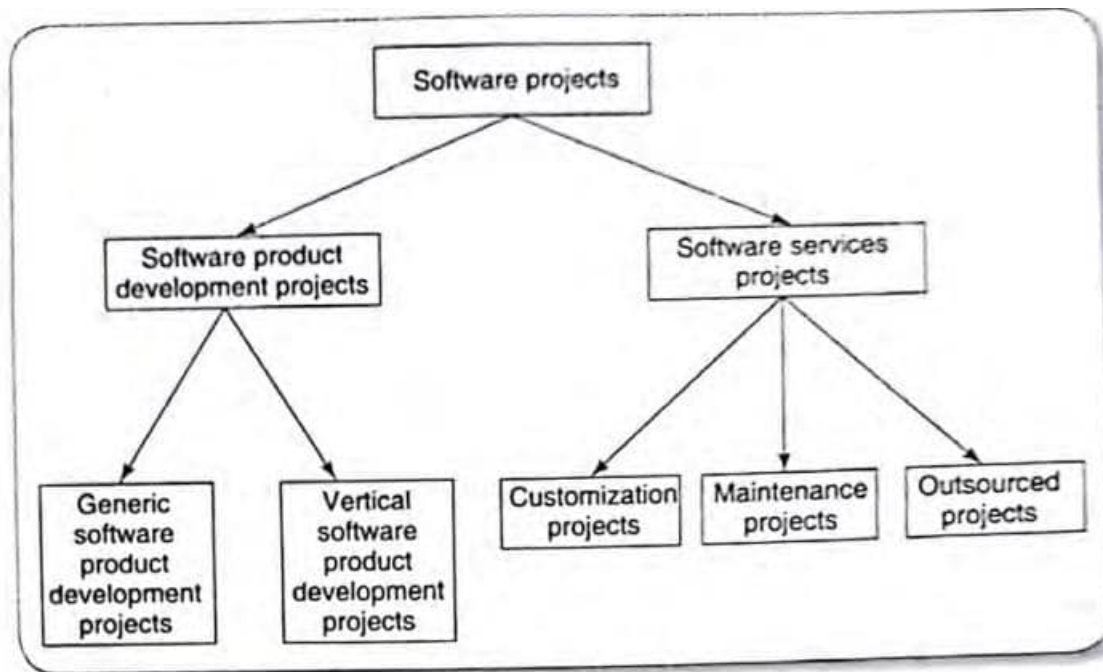 Software projects
Software product
development projects
Software services
projects
Generic
software
product
development
projects
Vertical
software
product
development
projects
Customization
projects
Maintenance
projects
Outsourced
projects